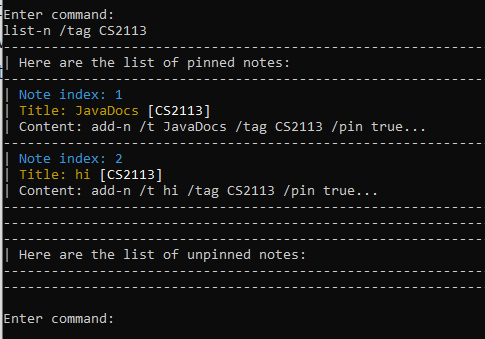 Enter command:
list-n /tag CS2113
------------------------------------------------------------
| Here are the list of pinned notes:
------------------------------------------------------------
| Note index: 1
| Title: JavaDocs [CS2113]
| Content: add-n /t JavaDocs /tag CS2113 /pin true...
------------------------------------------------------------
| Note index: 2
| Title: hi [CS2113]
| Content: add-n /t hi /tag CS2113 /pin true...
------------------------------------------------------------
------------------------------------------------------------
------------------------------------------------------------
| Here are the list of unpinned notes:
------------------------------------------------------------
------------------------------------------------------------
Enter command: